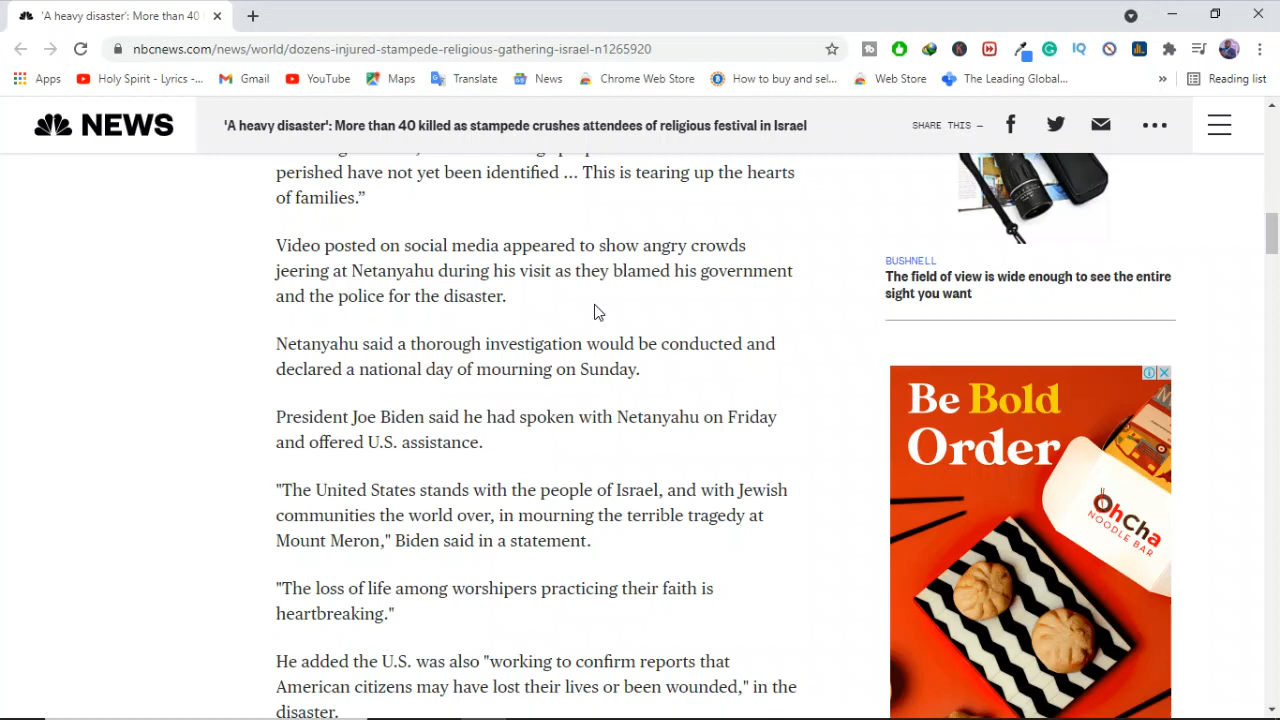 'A heavy disaster': More than 40
nbcnews.com/news/world/dozens-injured-stampede-religious-gathering-israel-n1265920
Apps
Holy Spirit - Lyrics -...
Gmail
YouTube
Maps
Translate
News
Chrome Web Store
How to buy and sel...
Web Store
The Leading Global...
»
Reading list
NEWS
'A heavy disaster': More than 40 killed as stampede crushes attendees of religious festival in Israel
SHARE THIS —
perished have not yet been identified ... This is tearing up the hearts
of families.”
Video posted on social media appeared to show angry crowds
jeering at Netanyahu during his visit as they blamed his government
and the police for the disaster.
Netanyahu said a thorough investigation would be conducted and
declared a national day of mourning on Sunday.
President Joe Biden said he had spoken with Netanyahu on Friday
and offered U.S. assistance.
"The United States stands with the people of Israel, and with Jewish
communities the world over, in mourning the terrible tragedy at
Mount Meron," Biden said in a statement.
"The loss of life among worshipers practicing their faith is
heartbreaking."
He added the U.S. was also "working to confirm reports that
American citizens may have lost their lives or been wounded," in the
disaster.
BUSHNELL
The field of view is wide enough to see the entire
sight you want
Be Bold
Order
OhCha
NOODLE BAR